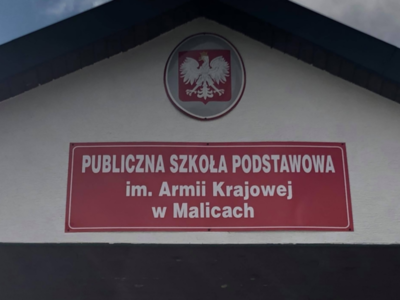 PUBLICZNA SZKOŁA PODSTAWOWA
im. Armii Krajowej
w Malicach